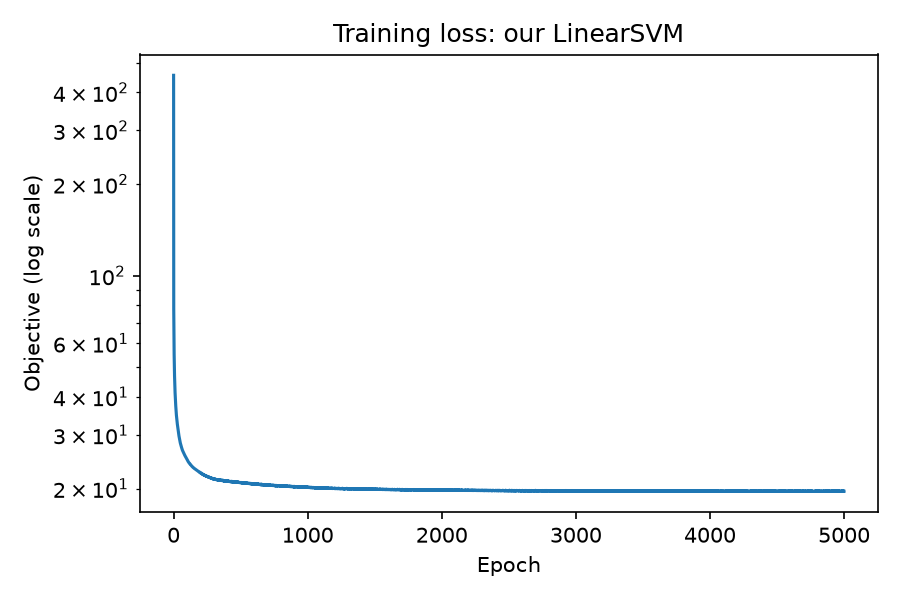 Training loss: our LinearSVM
Objective (log scale)
4 × 10²
3 × 10²
2 × 10²
10²
6 × 10¹
4 × 10¹
3 × 10¹
2 × 10¹
0 1000 2000 3000 4000 5000
Epoch